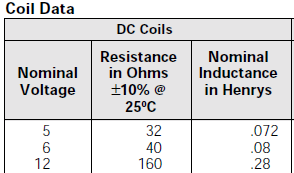 Coil Data
DC Coils
Nominal Voltage
Resistance in Ohms ±10% @ 25°C
Nominal Inductance in Henrys
5 32 .072
6 40 .08
12 160 .28